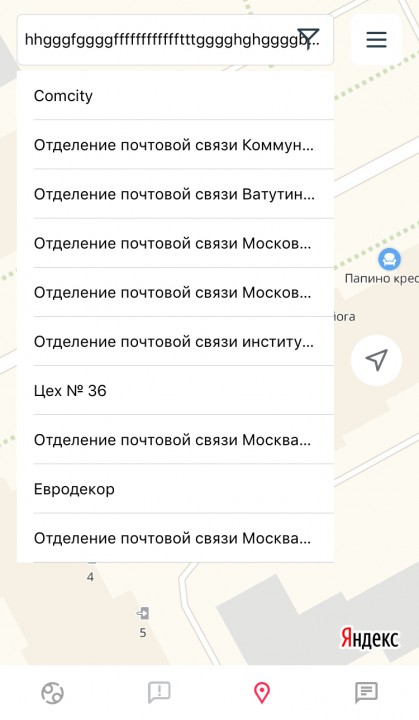 hhgggfggggfffffffffffffftttgggghghggggb...
Comcity
Отделение почтовой связи Коммун...
Отделение почтовой связи Ватутин...
Отделение почтовой связи Москов...
Отделение почтовой связи Москов...
Отделение почтовой связи институ...
Цех № 36
Отделение почтовой связи Москва...
Евродекор
Отделение почтовой связи Москва...
Папино крес
йога
4
5
Яндекс